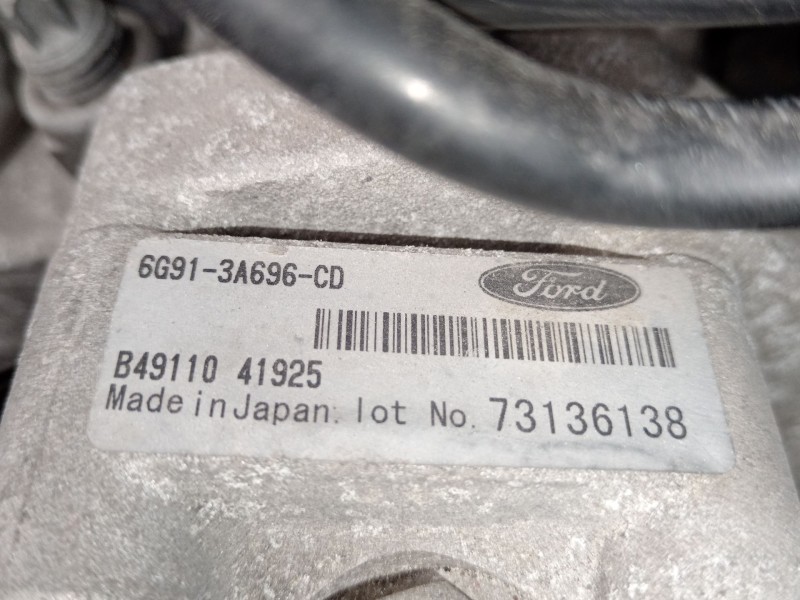 6G91-3A696-CD
Ford
B49110 41925
Made in Japan. lot No. 73136138